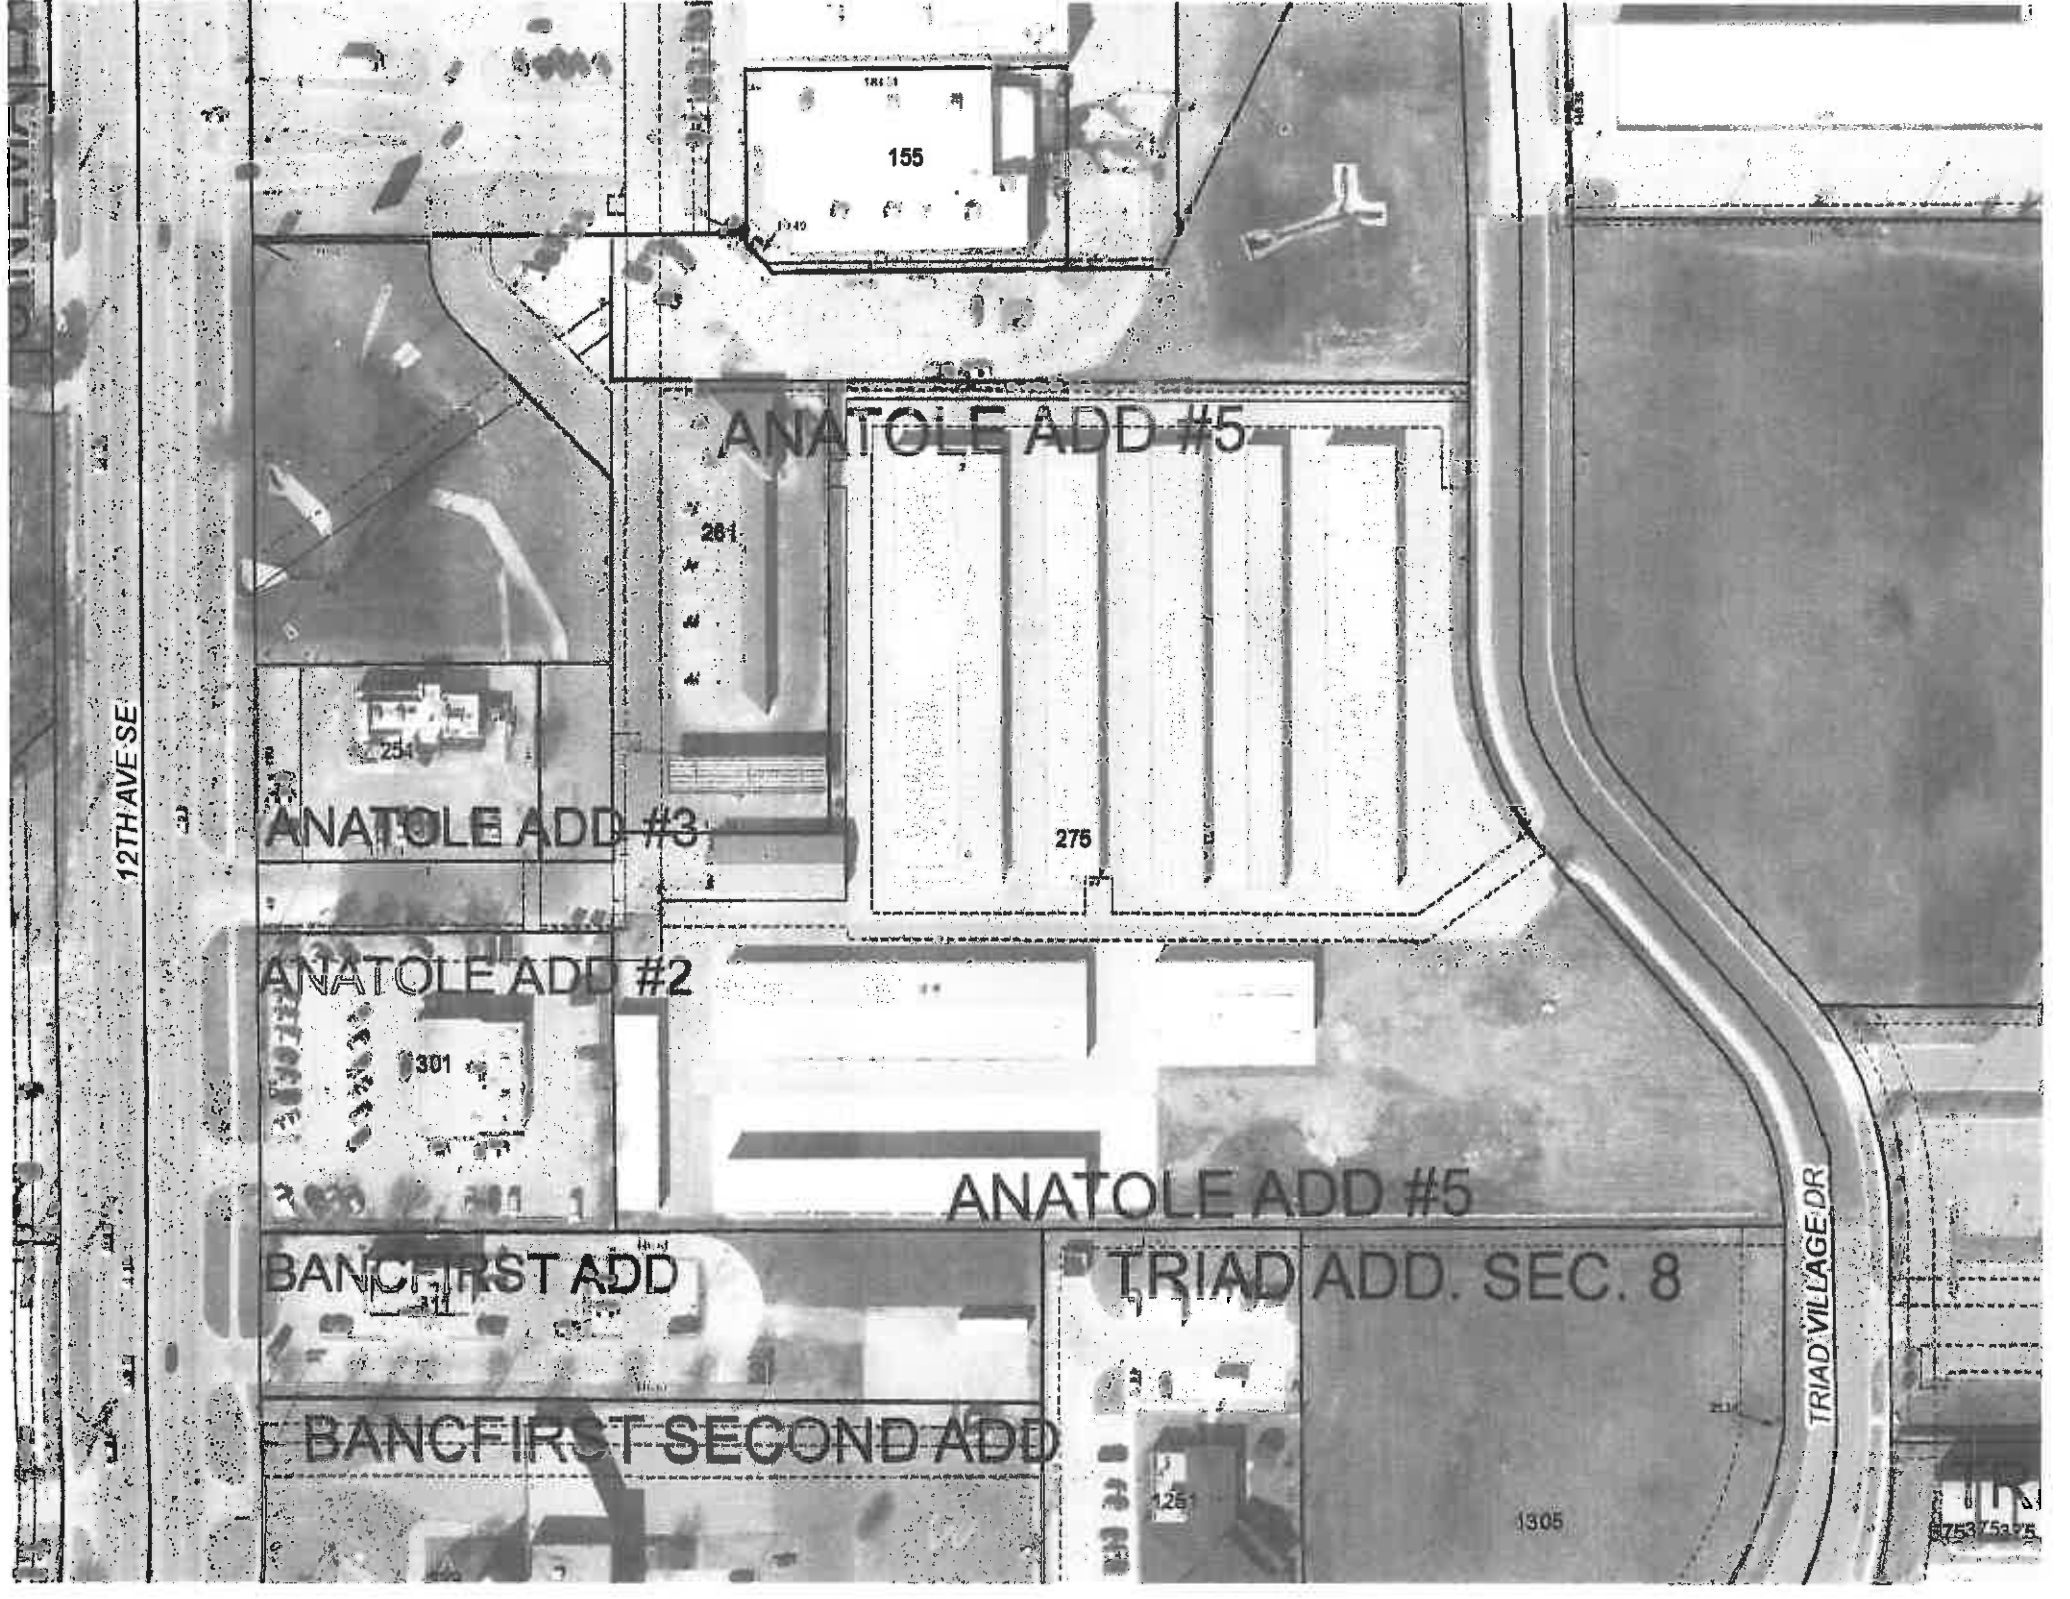 155
ANATOLE ADD #5
261
12TH AVE SE
251
ANATOLE ADD #3
275
ANATOLE ADD #2
301
ANATOLE ADD #5
BANCFIRST ADD
TRIAD ADD. SEC. 8
TRIAD VILLAGE DR
BANCFIRST SECOND ADD
1251
1305